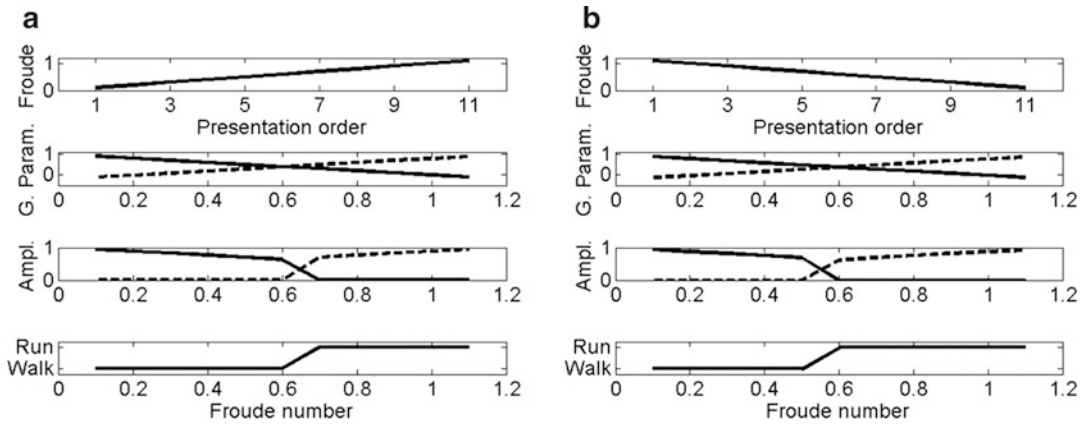 a
Froude
1
0
1 3 5 7 9 11
Presentation order
G. Param.
1
0
0 0.2 0.4 0.6 0.8 1 1.2
Ampl.
1
0
0 0.2 0.4 0.6 0.8 1 1.2
Run
Walk
0 0.2 0.4 0.6 0.8 1 1.2
Froude number
b
Froude
1
0
1 3 5 7 9 11
Presentation order
G. Param.
1
0
0 0.2 0.4 0.6 0.8 1 1.2
Ampl.
1
0
0 0.2 0.4 0.6 0.8 1 1.2
Run
Walk
0 0.2 0.4 0.6 0.8 1 1.2
Froude number